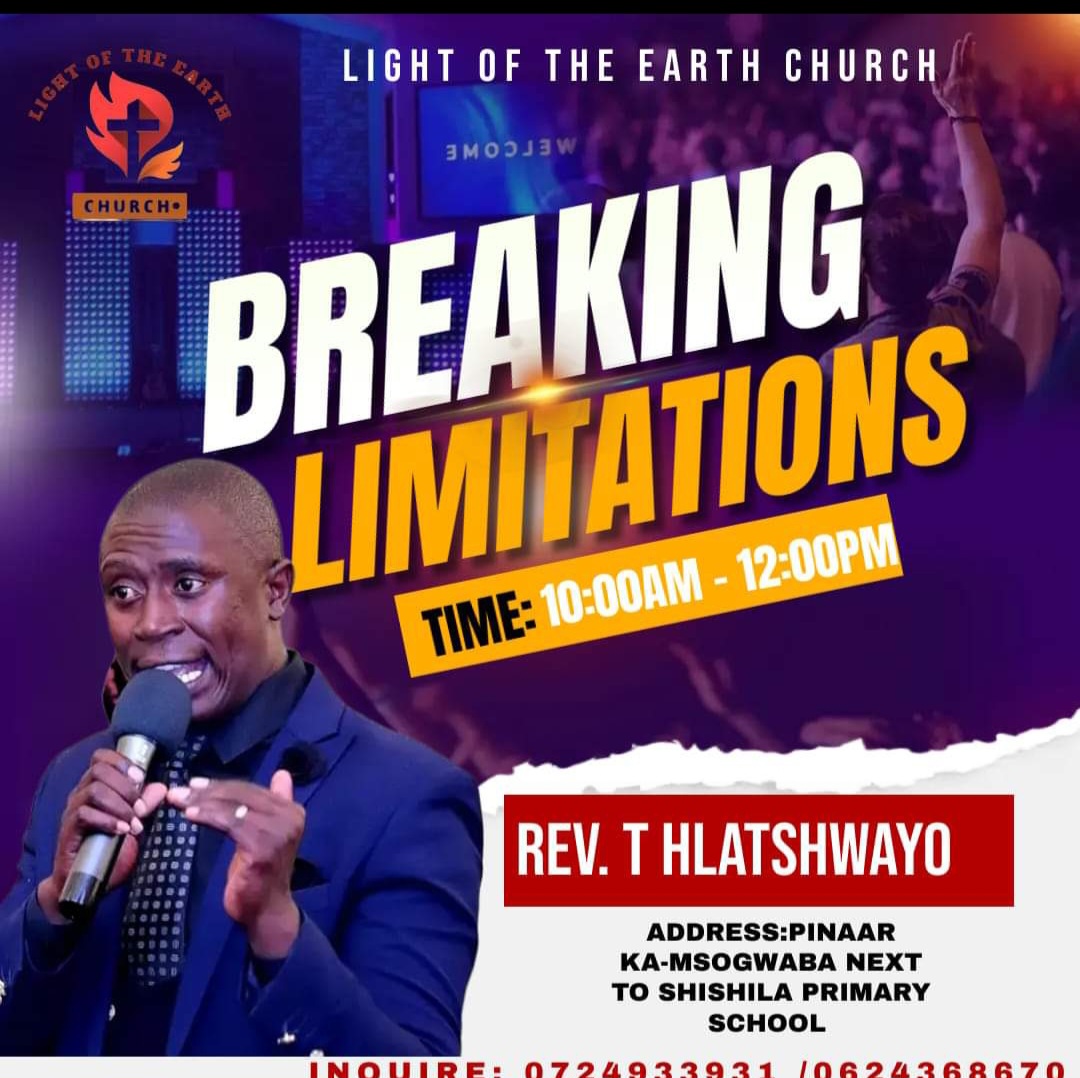 LIGHT OF THE EARTH
CHURCH•
LIGHT OF THE EARTH CHURCH
WELCOME
BREAKING
LIMITATIONS
TIME: 10:00AM - 12:00PM
REV. T HLATSHWAYO
ADDRESS:PINAAR
KA-MSOGWABA NEXT
TO SHISHILA PRIMARY
SCHOOL
INQUIRE: 0724933931 /0624368670